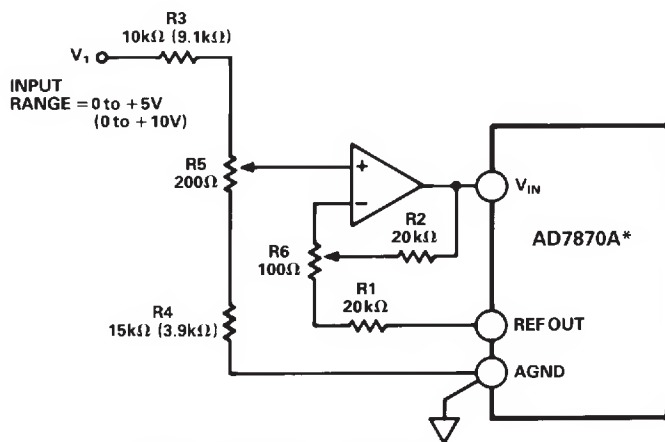 R3
10kΩ (9.1kΩ)
V₁
INPUT
RANGE = 0 to +5V
(0 to +10V)
R5
200Ω
+
−
VIN
R2
20kΩ
AD7870A*
R6
100Ω
R1
20kΩ
REF OUT
R4
15kΩ (3.9kΩ)
AGND